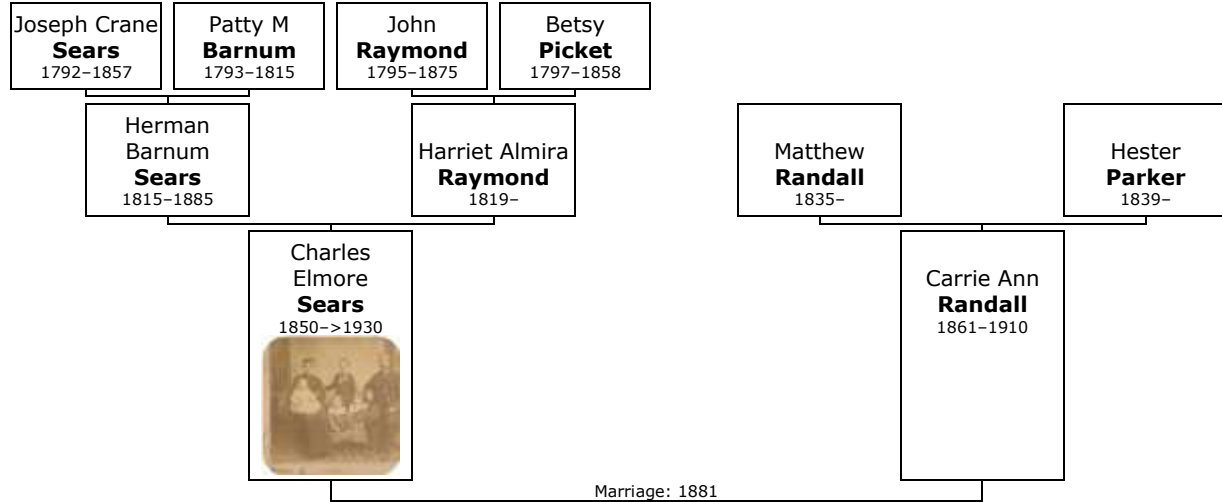 Joseph Crane
Sears
1792–1857
Patty M
Barnum
1793–1815
John
Raymond
1795–1875
Betsy
Picket
1797–1858
Herman
Barnum
Sears
1815–1885
Harriet Almira
Raymond
1819–
Matthew
Randall
1835–
Hester
Parker
1839–
Charles
Elmore
Sears
1850–>1930
Carrie Ann
Randall
1861–1910
Marriage: 1881